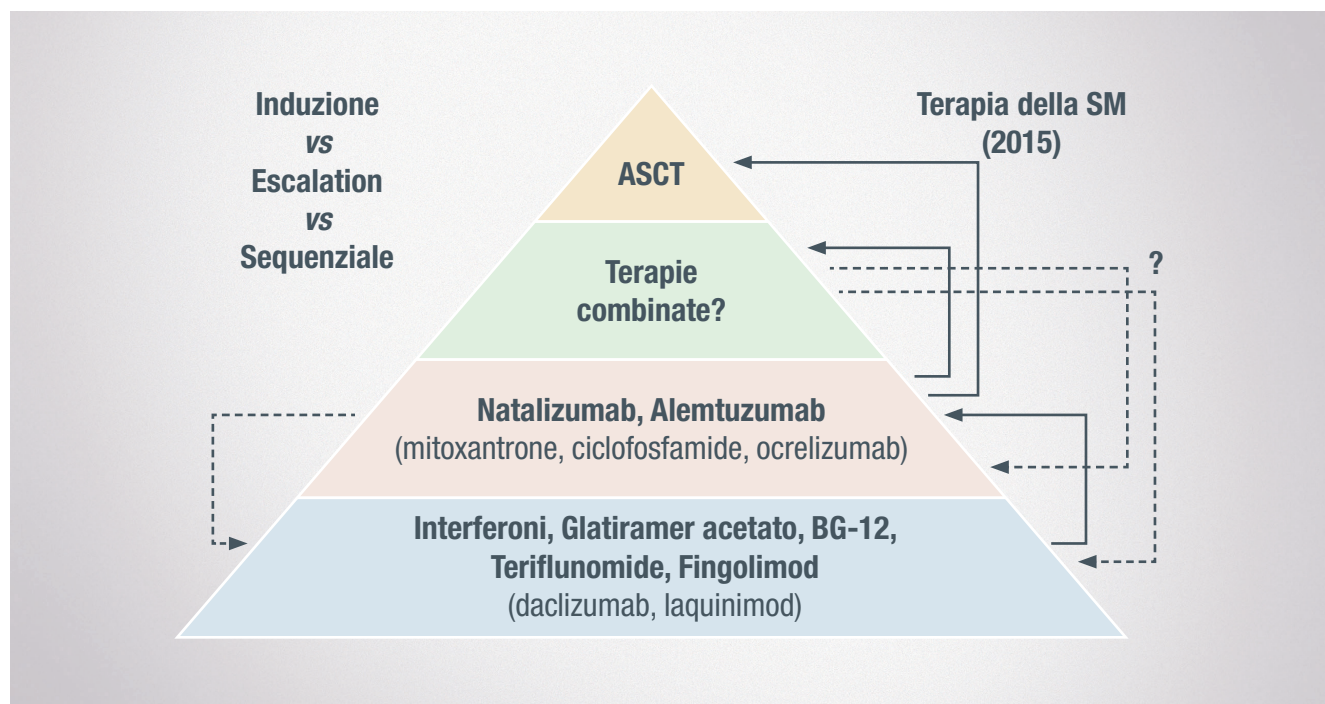 Induzione
vs
Escalation
vs
Sequenziale
Terapia della SM
(2015)
ASCT
?
Terapie
combinate?
Natalizumab, Alemtuzumab
(mitoxantrone, ciclofosfamide, ocrelizumab)
Interferoni, Glatiramer acetato, BG-12,
Teriflunomide, Fingolimod
(daclizumab, laquinimod)